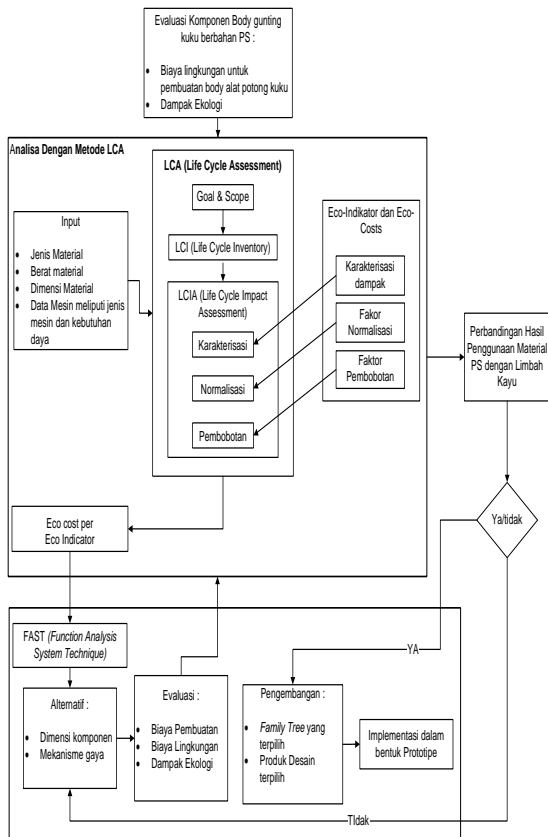 Evaluasi Komponen Body gunting
kuku berbahan PS :
• Biaya lingkungan untuk
pembuatan body alat potong kuku
• Dampak Ekologi
Analisa Dengan Metode LCA
Input
• Jenis Material
• Berat material
• Dimensi Material
• Data Mesin meliputi jenis
mesin dan kebutuhan
daya
LCA (Life Cycle Assessment)
Goal & Scope
LCI (Life Cycle Inventory)
LCIA (Life Cycle Impact
Assessment)
Karakterisasi
Normalisasi
Pembobotan
Eco-Indikator dan Eco-
Costs
Karakterisasi
dampak
Fakor
Normalisasi
Faktor
Pembobotan
Perbandingan Hasil
Penggunaan Material
PS dengan Limbah
Kayu
Ya/tidak
Eco cost per
Eco Indicator
FAST (Function Analysis
System Technique)
Alternatif :
• Dimensi komponen
• Mekanisme gaya
Evaluasi :
• Biaya Pembuatan
• Biaya Lingkungan
• Dampak Ekologi
YA
Pengembangan :
• Family Tree yang
terpilih
• Produk Desain
terpilih
Implementasi dalam
bentuk Prototipe
TIdak